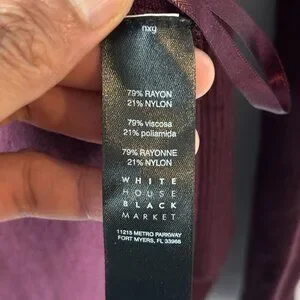 79% RAYON
21% NYLON
79% viscosa
21% poliamida
79% RAYONNE
21% NYLON
WHITE
HOUSE
BLACK
MARKET
11215 METRO PARKWAY
FORT MYERS, FL 33966